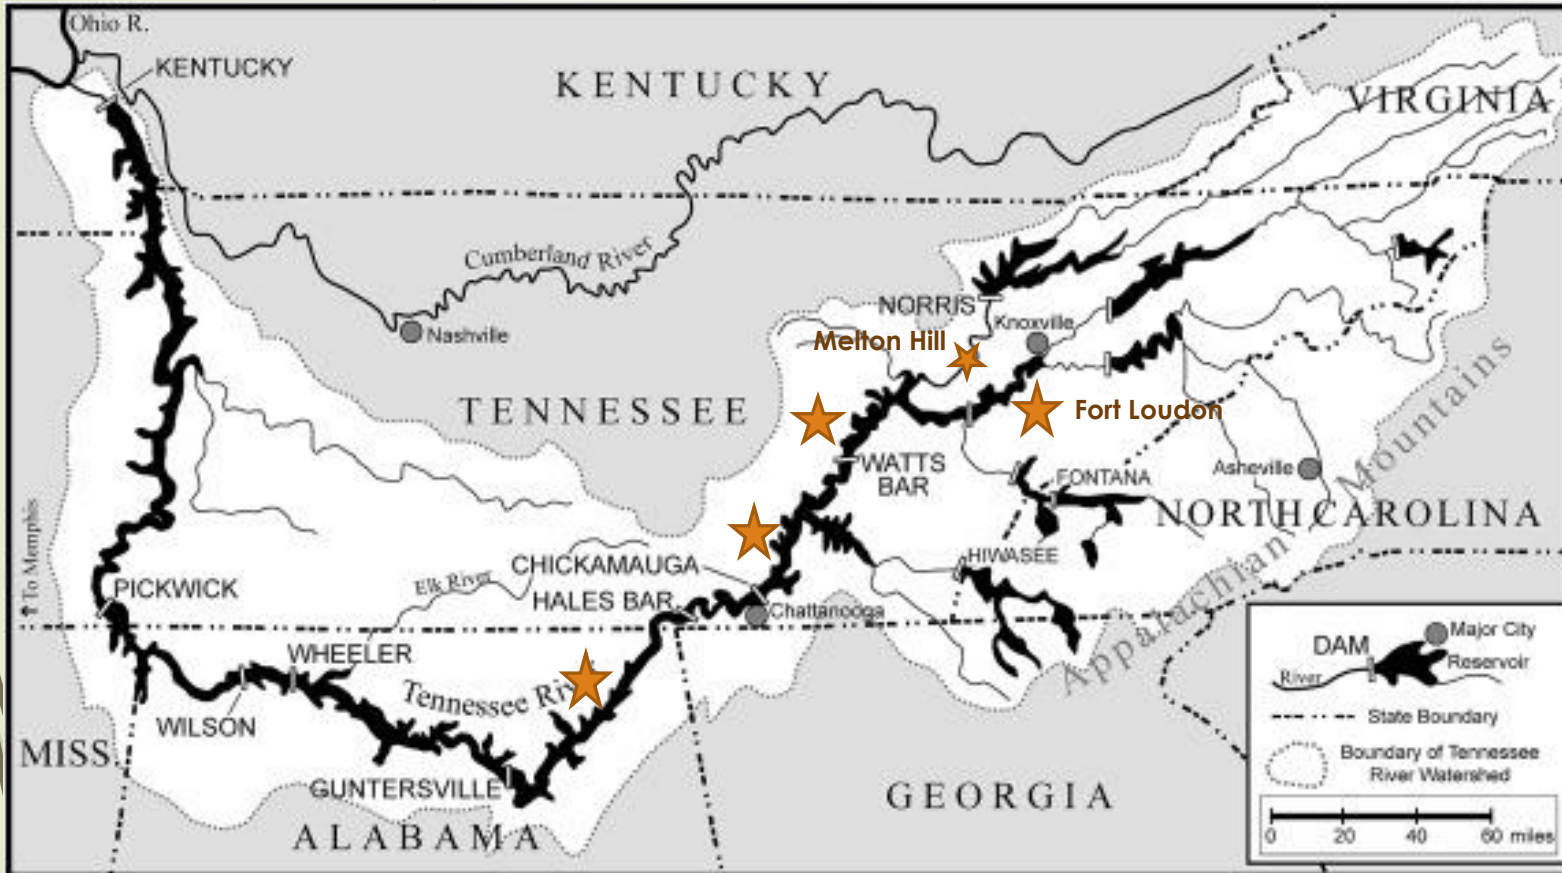 Ohio R.
KENTUCKY
KENTUCKY
VIRGINIA
Cumberland River
Nashville
NORRIS
Knoxville
Melton Hill
TENNESSEE
Fort Loudon
WATTS
BAR
FONTANA
Asheville
Mountains
Appalachian
NORTH CAROLINA
To Memphis
CHICKAMAUGA
HIWASEE
Elk River
PICKWICK
HALES BAR
Chattanooga
WHEELER
Tennessee Riv
WILSON
MISS.
GUNTERSVILLE
ALABAMA
GEORGIA
DAM
Major City
Reservoir
River
State Boundary
Boundary of Tennessee
River Watershed
0 20 40 60 miles